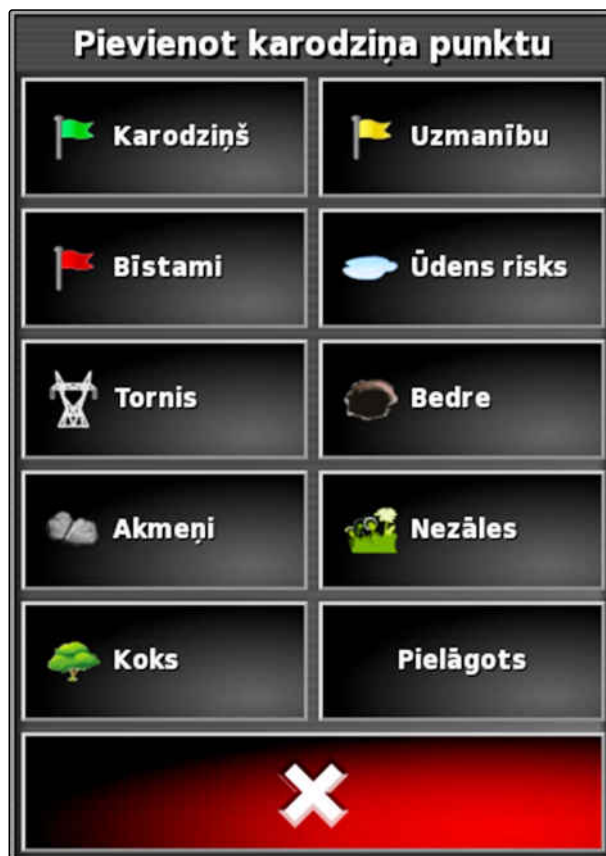 Pievienot karodziņa punktu
Karodziņš
Uzmanību
Bīstami
Ūdens risks
Tornis
Bedre
Akmeņi
Nezāles
Koks
Pielāgots